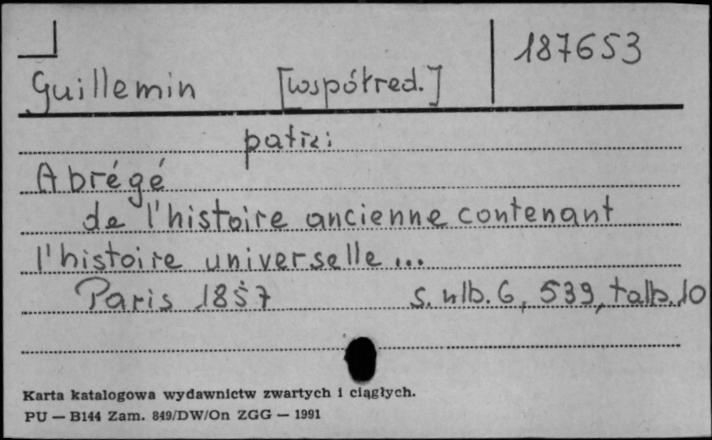 187653
Guillemin [współred.]
patrz:
Abrégé
de l'histoire ancienne contenant
l'histoire universelle...
Paris 1857 s. nlb. 6, 539, tabl. 10
Karta katalogowa wydawnictw zwartych i ciągłych.
PU — B144 Zam. 849/DW/On ZGG — 1991